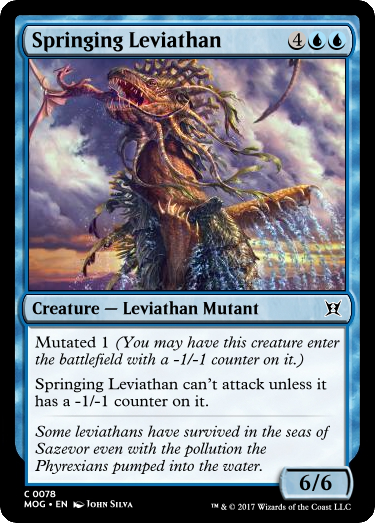 Springing Leviathan 4
Creature — Leviathan Mutant
Mutated 1 (You may have this creature enter
the battlefield with a -1/-1 counter on it.)
Springing Leviathan can't attack unless it
has a -1/-1 counter on it.
Some leviathans have survived in the seas of
Sazevor even with the pollution the
Phyrexians pumped into the water.
6/6
C 0078
MOG • EN John Silva
™ & © 2017 Wizards of the Coast LLC